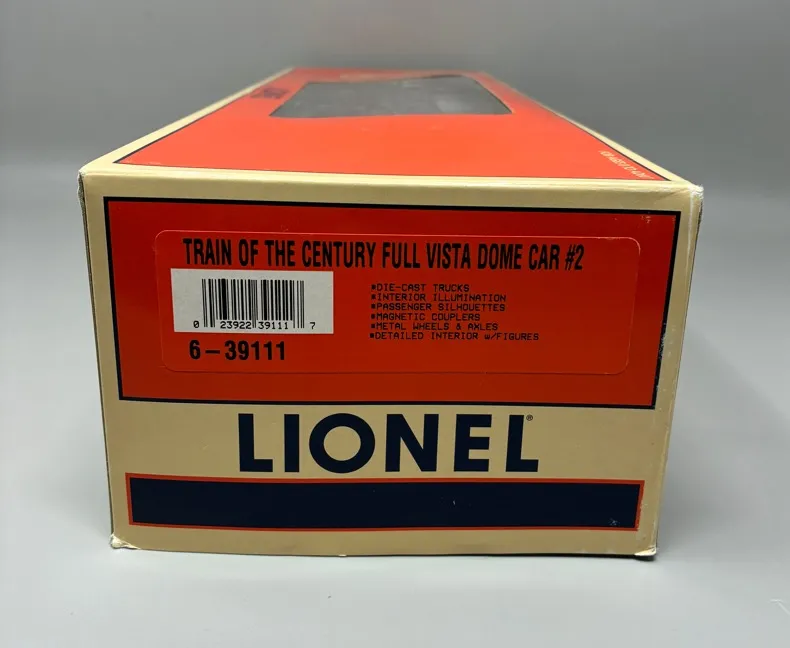 TRAIN OF THE CENTURY FULL VISTA DOME CAR #2
*DIE-CAST TRUCKS
*INTERIOR ILLUMINATION
*PASSENGER SILHOUETTES
*MAGNETIC COUPLERS
*METAL WHEELS & AXLES
*DETAILED INTERIOR W/FIGURES
0 23922 39111 7
6-39111
LIONEL®